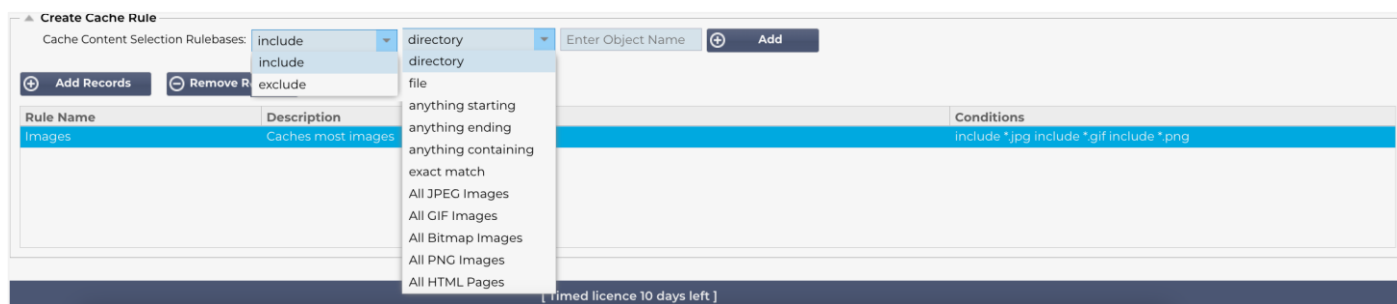 Create Cache Rule
Cache Content Selection Rulebases: include directory Enter Object Name Add
include
exclude
directory
file
anything starting
anything ending
anything containing
exact match
All JPEG Images
All GIF Images
All Bitmap Images
All PNG Images
All HTML Pages
Add Records Remove R
Rule Name Description Conditions
Images Caches most images include *.jpg include *.gif include *.png
[ Timed licence 10 days left ]